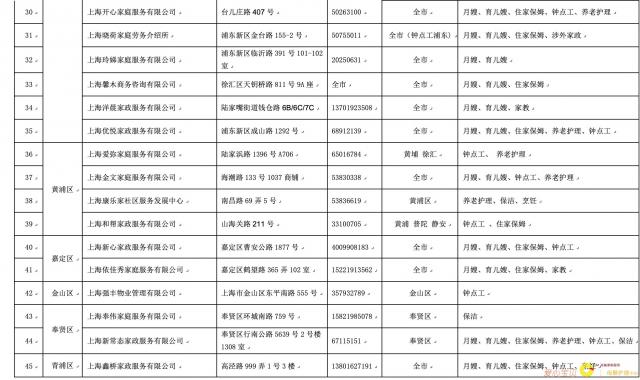 30 上海开心家庭服务有限公司 台儿庄路 407 号 50263100 全市 月嫂、育儿嫂、住家保姆、钟点工、养老护理
31 上海晓荷家庭劳务介绍所 浦东新区金台路 155-2 号 50755011 全市（钟点工浦东） 月嫂、育儿嫂、住家保姆、涉外家政
32 上海玲娣家庭服务有限公司 浦东新区临沂路 391 号 101-102 室 20250631 全市 月嫂、育儿嫂、住家保姆
33 上海馨木商务咨询有限公司 徐汇区天钥桥路 811 号 9A 座 全市 月嫂、育儿嫂、住家保姆
34 上海洋晨家政服务有限公司 陆家嘴街道钱仓路 6B/6C/7C 13701923508 全市 月嫂、育儿嫂、家教
35 上海优悦家政服务有限公司 浦东新区成山路 1292 号 68912139 全市 月嫂、育儿嫂、住家保姆、养老护理、钟点工
36 黄浦区 上海爱弥家庭服务有限公司 陆家浜路 1396 号 A706 65016784 黄埔 徐汇 钟点工、养老护理
37 上海金文家庭服务有限公司 海潮路 133 号 1037 商铺 53830338 全市 月嫂、育儿嫂、钟点工、养老护理
38 上海康乐家社区服务发展中心 南昌路 69 弄 5 号 53836619 黄浦区 养老护理、保洁、烹饪
39 上海和帮家政服务有限公司 山海关路 211 号 33100705 黄浦 普陀 静安 钟点工、住家保姆
40 嘉定区 上海新心家政服务有限公司 嘉定区曹安公路 1877 号 4009908183 全市 月嫂、育儿嫂、住家保姆、钟点工
41 上海依佳秀家庭服务有限公司 嘉定区鹤望路 365 弄 102 室 15221913562 全市 月嫂、育儿嫂、住家保姆、家教
42 金山区 上海强丰物业管理有限公司 上海市金山区东平南路 555 号 357932789 金山区 钟点工
43 奉贤区 上海奉伟家庭服务有限公司 奉贤区环城南路 759 号 15821985078 奉贤区 保洁
44 上海新常态家政服务有限公司 奉贤区行南公路 5639 号 2 号楼 1308 室 67115151 奉贤区 月嫂、育儿嫂、住家保姆、养老护理、钟点工、保洁
45 青浦区 上海鑫桥家政服务有限公司 高泾路 999 弄 1 号 3 楼 13801627191 全市 月嫂、育儿嫂、住家保姆、钟点工、
爱心宝贝